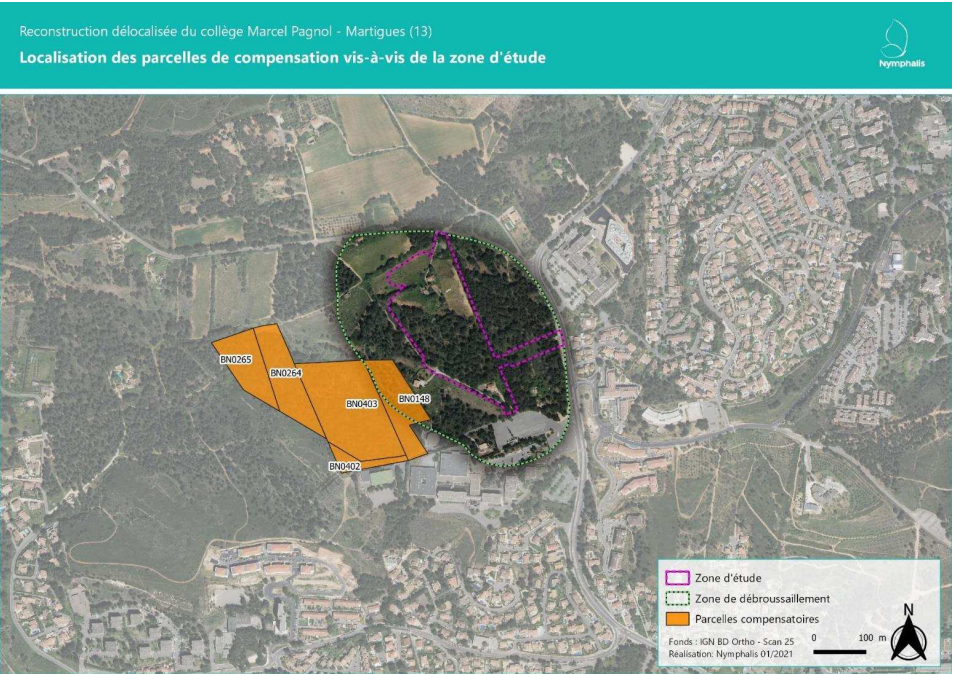 Reconstruction délocalisée du collège Marcel Pagnol - Martigues (13)
Localisation des parcelles de compensation vis-à-vis de la zone d'étude
Nymphalis
BN0265
BN0264
BN0403
BN0148
BN0402
Zone d'étude
Zone de débroussaillement
Parcelles compensatoires
Fonds : IGN BD Ortho - Scan 25
Réalisation: Nymphalis 01/2021
0 100 m
N